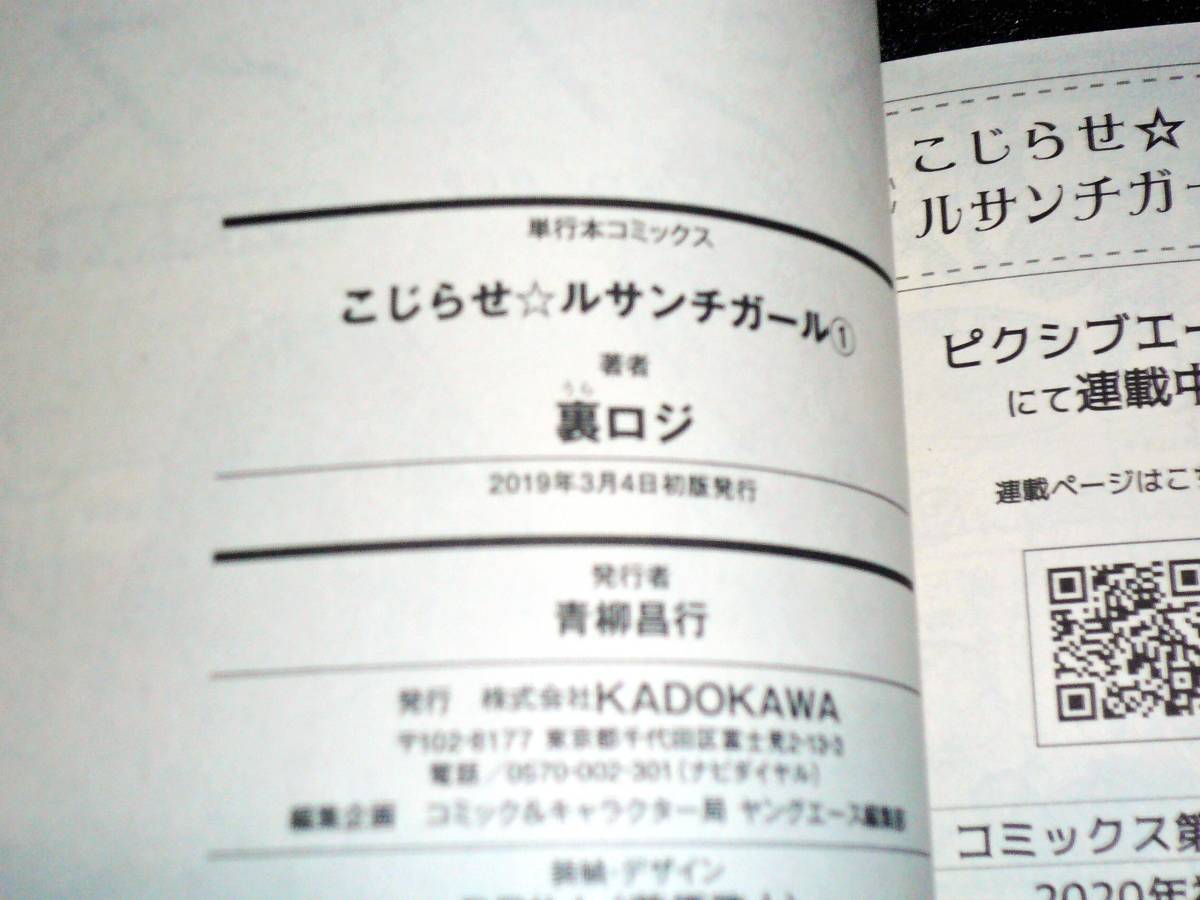 単行本コミックス
こじらせ☆ルサンチガール①
著者
うら
裏ロジ
2019年3月4日初版発行
発行者
青柳昌行
発行 株式会社KADOKAWA
〒102-8177 東京都千代田区富士見2-13-3
電話/0570-002-301(ナビダイヤル)
編集企画 コミック&キャラクター局 ヤングエース編集部
装幀・デザイン
こじらせ☆
ルサンチガー
ピクシブエー
にて連載中
連載ページはこち
コミックス第
2020年